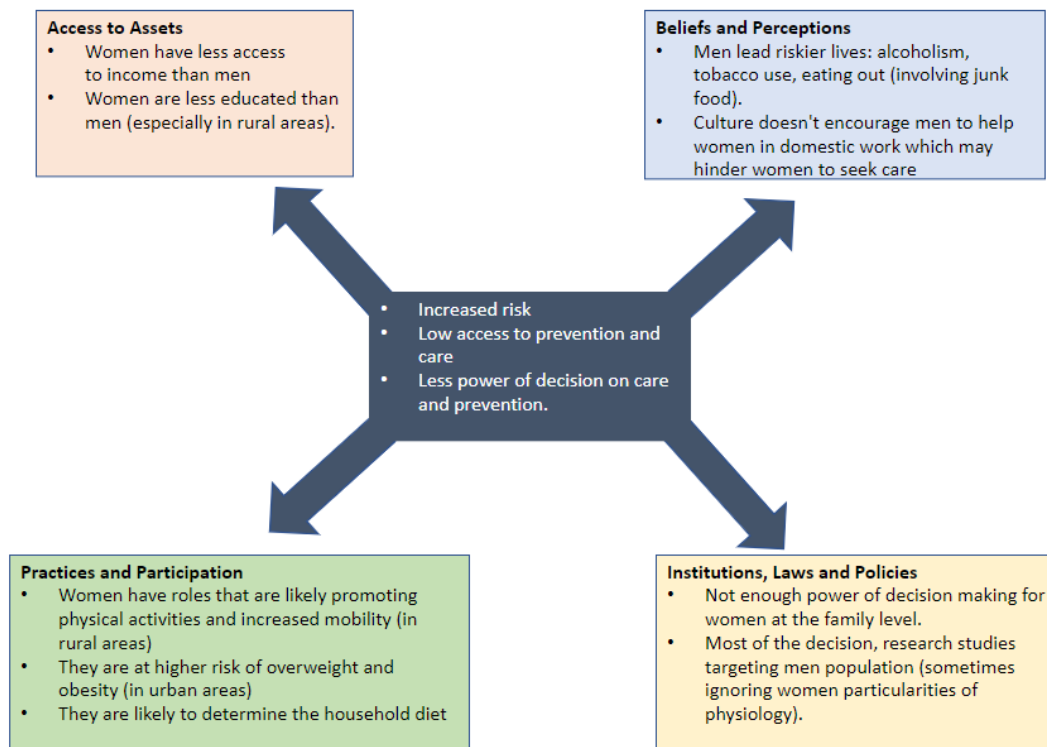 Access to Assets
• Women have less access
to income than men
• Women are less educated than
men (especially in rural areas).
Beliefs and Perceptions
• Men lead riskier lives: alcoholism,
tobacco use, eating out (involving junk
food).
• Culture doesn't encourage men to help
women in domestic work which may
hinder women to seek care
• Increased risk
• Low access to prevention and
care
• Less power of decision on care
and prevention.
Practices and Participation
• Women have roles that are likely promoting
physical activities and increased mobility (in
rural areas)
• They are at higher risk of overweight and
obesity (in urban areas)
• They are likely to determine the household diet
Institutions, Laws and Policies
• Not enough power of decision making for
women at the family level.
• Most of the decision, research studies
targeting men population (sometimes
ignoring women particularities of
physiology).